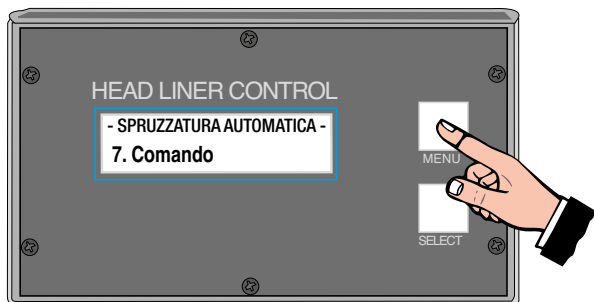 HEAD LINER CONTROL
- SPRUZZATURA AUTOMATICA -
7. Comando
MENU
SELECT